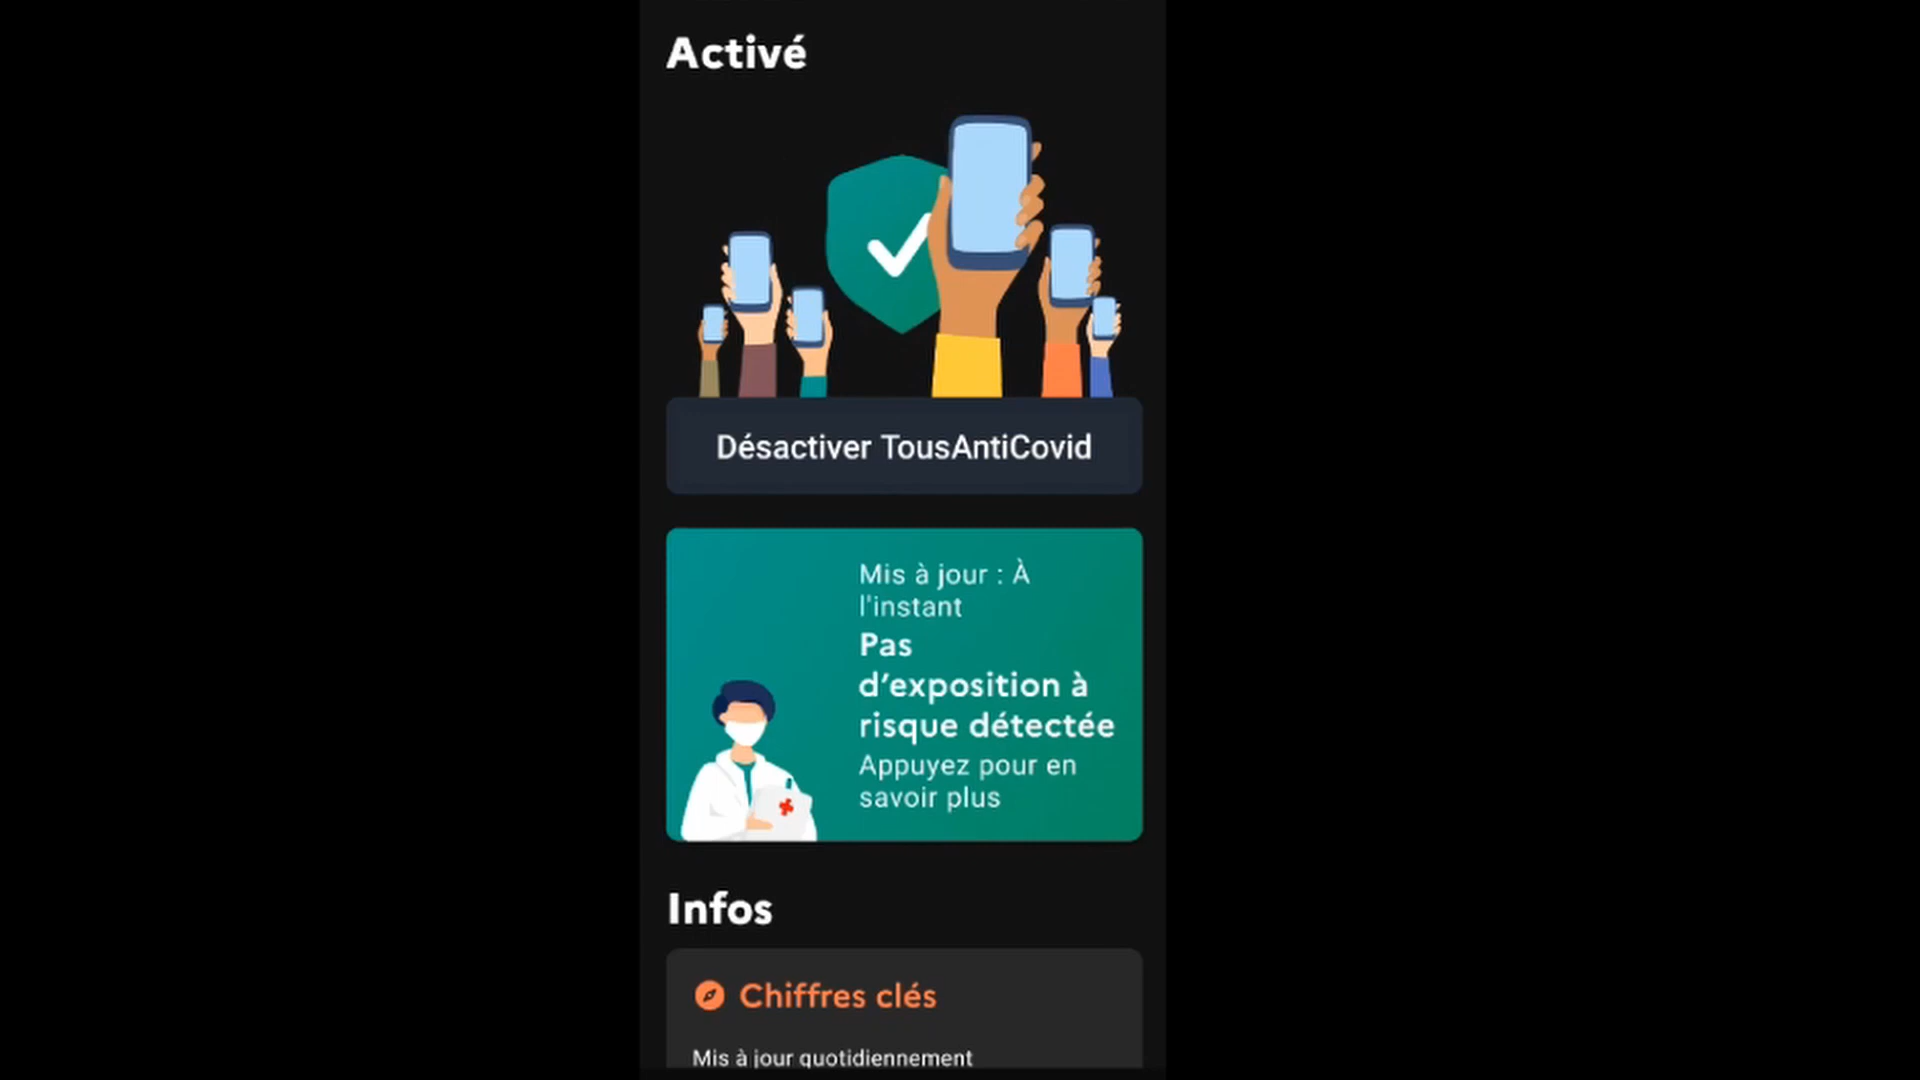 Activé
Désactiver TousAntiCovid
Mis à jour : À
l'instant
Pas
d’exposition à
risque détectée
Appuyez pour en
savoir plus
Infos
Chiffres clés
Mis à jour quotidiennement